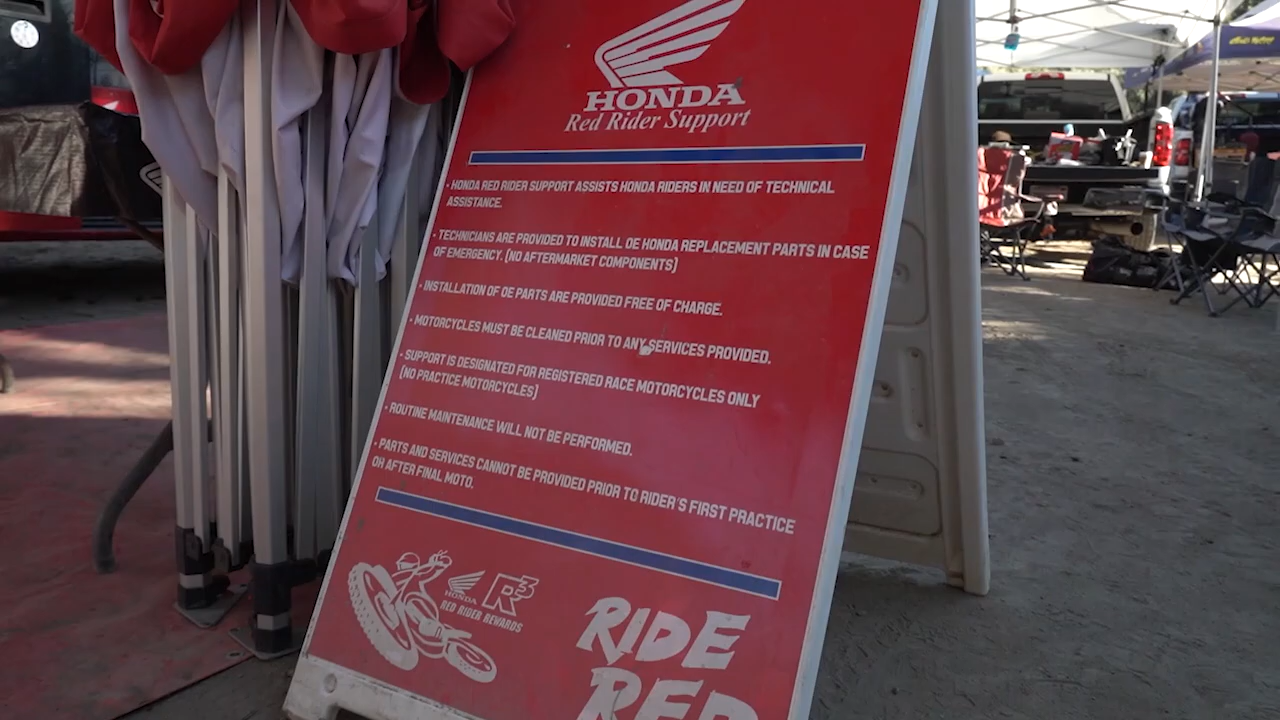 HONDA
Red Rider Support
· HONDA RED RIDER SUPPORT ASSISTS HONDA RIDERS IN NEED OF TECHNICAL
ASSISTANCE.
· TECHNICIANS ARE PROVIDED TO INSTALL OE HONDA REPLACEMENT PARTS IN CASE
OF EMERGENCY. (NO AFTERMARKET COMPONENTS)
· INSTALLATION OF OE PARTS ARE PROVIDED FREE OF CHARGE.
· MOTORCYCLES MUST BE CLEANED PRIOR TO ANY SERVICES PROVIDED.
· SUPPORT IS DESIGNATED FOR REGISTERED RACE MOTORCYCLES ONLY
(NO PRACTICE MOTORCYCLES)
· ROUTINE MAINTENANCE WILL NOT BE PERFORMED.
· PARTS AND SERVICES CANNOT BE PROVIDED PRIOR TO RIDER'S FIRST PRACTICE
OR AFTER FINAL MOTO.
HONDA R3
RED RIDER REWARDS
RIDE
RED